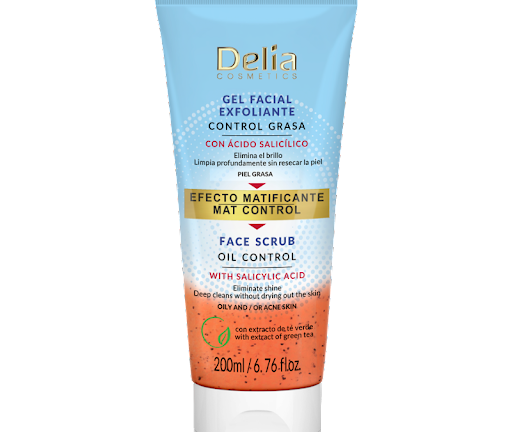 Delia
COSMETICS
GEL FACIAL
EXFOLIANTE
CONTROL GRASA
CON ÁCIDO SALICÍLICO
Elimina el brillo
Limpia profundamente sin resecar la piel
PIEL GRASA
EFECTO MATIFICANTE
MAT CONTROL
FACE SCRUB
OIL CONTROL
WITH SALICYLIC ACID
Eliminate shine
Deep cleans without drying out the skin
OILY AND / OR ACNE SKIN
con extracto da té verde
with extract of green tea
200ml / 6.76 fl.oz.